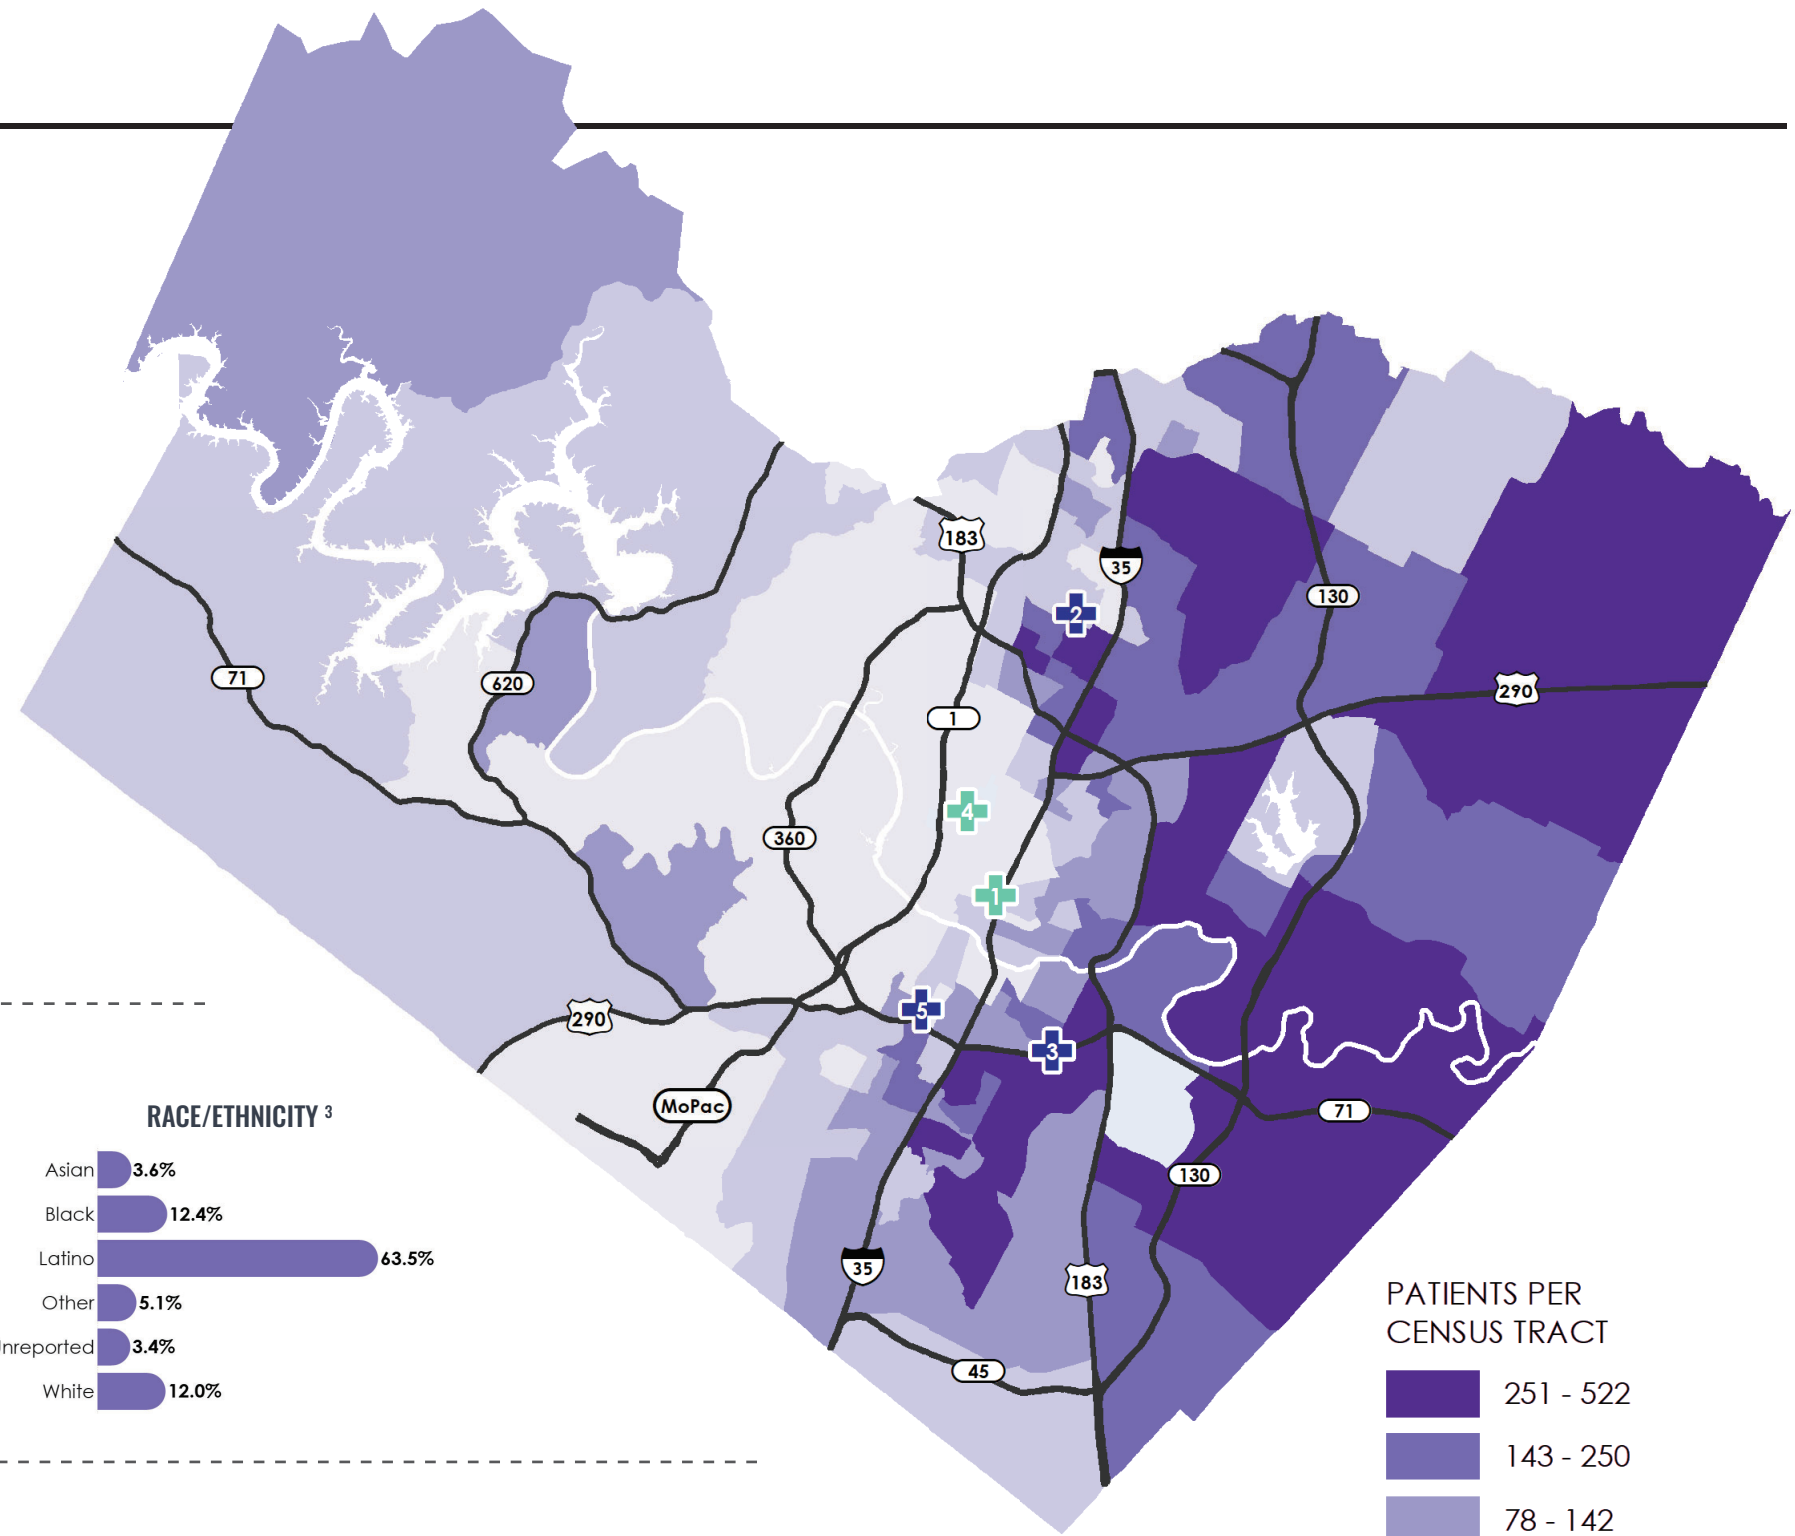 183
35
130
2
71
620
290
1
4
360
1
5
290
3
MoPac
71
RACE/ETHNICITY 3
130
Asian 3.6%
Black 12.4%
Latino 63.5%
35
183
Other 5.1%
nreported 3.4%
White 12.0%
45
PATIENTS PER
CENSUS TRACT
251 - 522
143 - 250
78 - 142